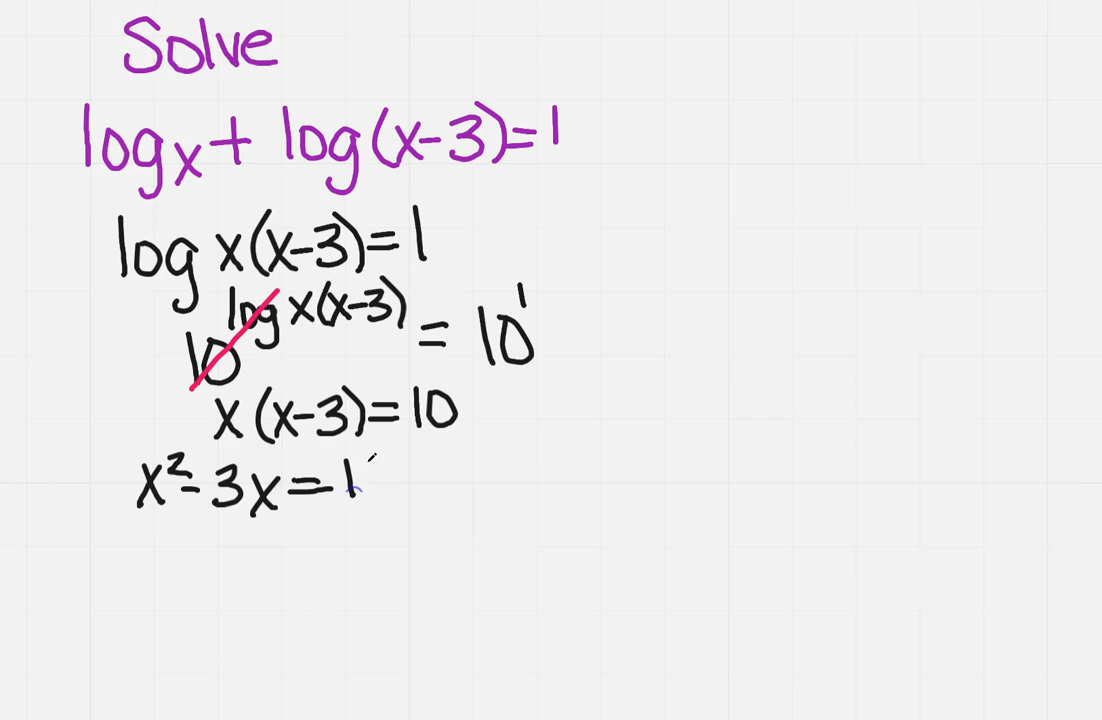 Solve
log x + log(x-3)=1
log x(x-3)=1
10^log x(x-3) = 10^1
x(x-3)=10
x²-3x=1